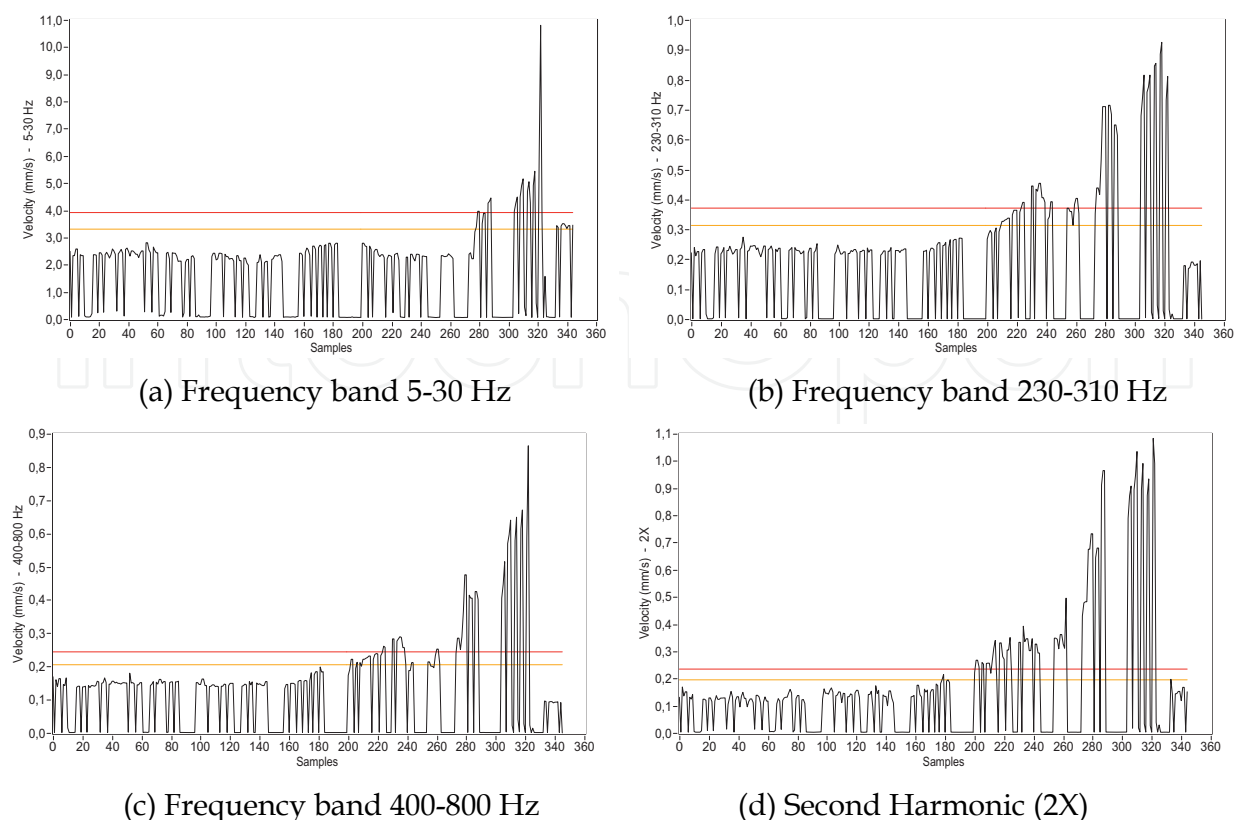 11,0
10,0
9,0
8,0
7,0
6,0
5,0
4,0
3,0
2,0
1,0
0,0
Velocity (mm/s) - 5-30 Hz
0 20 40 60 80 100 120 140 160 180 200 220 240 260 280 300 320 340 360
Samples
(a) Frequency band 5-30 Hz
1,0
0,9
0,8
0,7
0,6
0,5
0,4
0,3
0,2
0,1
0,0
Velocity (mm/s) - 230-310 Hz
0 20 40 60 80 100 120 140 160 180 200 220 240 260 280 300 320 340 360
Samples
(b) Frequency band 230-310 Hz
0,9
0,8
0,7
0,6
0,5
0,4
0,3
0,2
0,1
0,0
Velocity (mm/s) - 400-800 Hz
0 20 40 60 80 100 120 140 160 180 200 220 240 260 280 300 320 340 360
Samples
(c) Frequency band 400-800 Hz
1,1
1,0
0,9
0,8
0,7
0,6
0,5
0,4
0,3
0,2
0,1
0,0
Velocity (mm/s) - 2X
0 20 40 60 80 100 120 140 160 180 200 220 240 260 280 300 320 340 360
Samples
(d) Second Harmonic (2X)